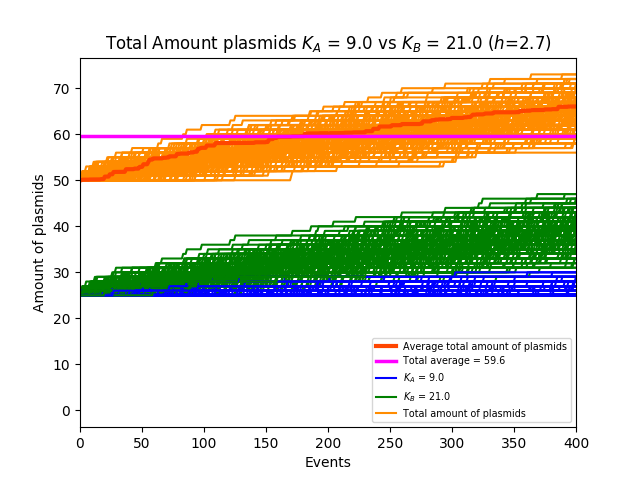 Total Amount plasmids K_A = 9.0 vs K_B = 21.0 (h=2.7)
Amount of plasmids
70
60
50
40
30
20
10
0
0 50 100 150 200 250 300 350 400
Events
Average total amount of plasmids
Total average = 59.6
K_A = 9.0
K_B = 21.0
Total amount of plasmids